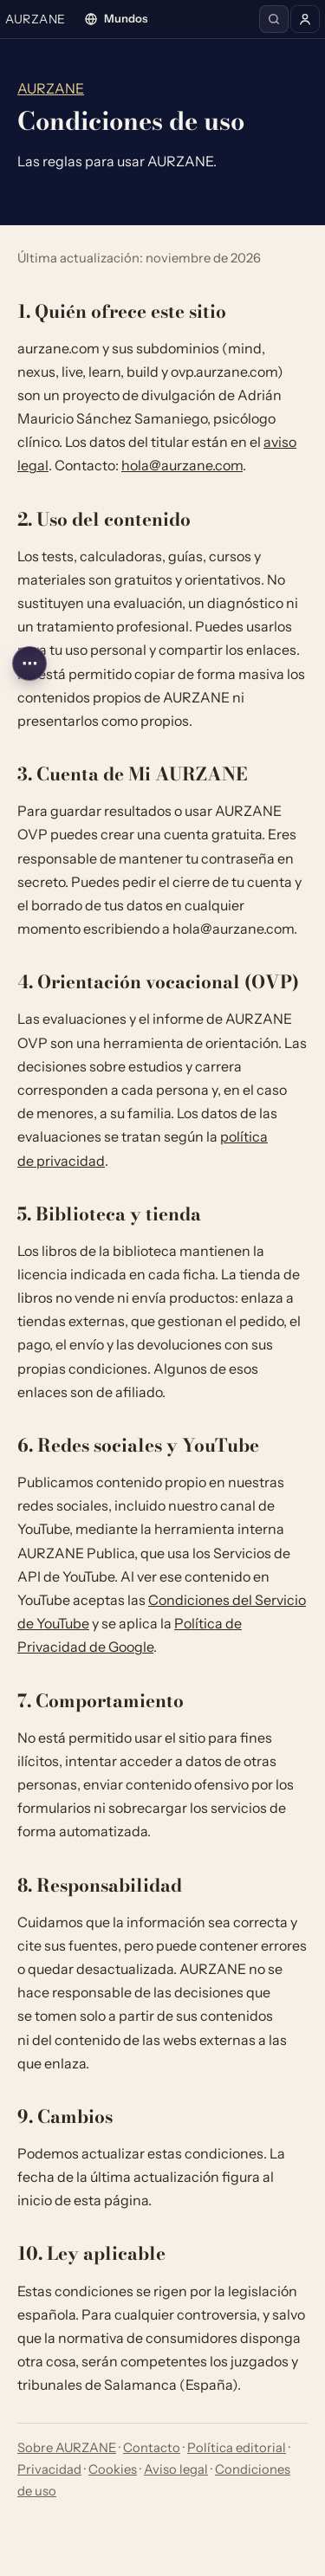 AURZANE Mundos
AURZANE
Condiciones de uso
Las reglas para usar AURZANE.
Última actualización: noviembre de 2026
1. Quién ofrece este sitio
aurzane.com y sus subdominios (mind,
nexus, live, learn, build y ovp.aurzane.com)
son un proyecto de divulgación de Adrián
Mauricio Sánchez Samaniego, psicólogo
clínico. Los datos del titular están en el aviso
legal. Contacto: hola@aurzane.com.
2. Uso del contenido
Los tests, calculadoras, guías, cursos y
materiales son gratuitos y orientativos. No
sustituyen una evaluación, un diagnóstico ni
un tratamiento profesional. Puedes usarlos
tu uso personal y compartir los enlaces.
está permitido copiar de forma masiva los
contenidos propios de AURZANE ni
presentarlos como propios.
3. Cuenta de Mi AURZANE
Para guardar resultados o usar AURZANE
OVP puedes crear una cuenta gratuita. Eres
responsable de mantener tu contraseña en
secreto. Puedes pedir el cierre de tu cuenta y
el borrado de tus datos en cualquier
momento escribiendo a hola@aurzane.com.
4. Orientación vocacional (OVP)
Las evaluaciones y el informe de AURZANE
OVP son una herramienta de orientación. Las
decisiones sobre estudios y carrera
corresponden a cada persona y, en el caso
de menores, a su familia. Los datos de las
evaluaciones se tratan según la política
de privacidad.
5. Biblioteca y tienda
Los libros de la biblioteca mantienen la
licencia indicada en cada ficha. La tienda de
libros no vende ni envía productos: enlaza a
tiendas externas, que gestionan el pedido, el
pago, el envío y las devoluciones con sus
propias condiciones. Algunos de esos
enlaces son de afiliado.
6. Redes sociales y YouTube
Publicamos contenido propio en nuestras
redes sociales, incluido nuestro canal de
YouTube, mediante la herramienta interna
AURZANE Publica, que usa los Servicios de
API de YouTube. Al ver ese contenido en
YouTube aceptas las Condiciones del Servicio
de YouTube y se aplica la Política de
Privacidad de Google.
7. Comportamiento
No está permitido usar el sitio para fines
ilícitos, intentar acceder a datos de otras
personas, enviar contenido ofensivo por los
formularios ni sobrecargar los servicios de
forma automatizada.
8. Responsabilidad
Cuidamos que la información sea correcta y
cite sus fuentes, pero puede contener errores
o quedar desactualizada. AURZANE no se
hace responsable de las decisiones que
se tomen solo a partir de sus contenidos
ni del contenido de las webs externas a las
que enlaza.
9. Cambios
Podemos actualizar estas condiciones. La
fecha de la última actualización figura al
inicio de esta página.
10. Ley aplicable
Estas condiciones se rigen por la legislación
española. Para cualquier controversia, y salvo
que la normativa de consumidores disponga
otra cosa, serán competentes los juzgados y
tribunales de Salamanca (España).
Sobre AURZANE · Contacto · Política editorial ·
Privacidad · Cookies · Aviso legal · Condiciones
de uso